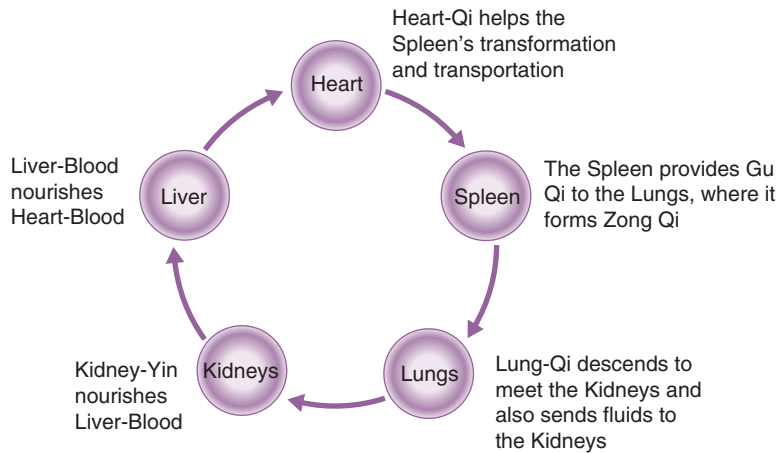 Heart-Qi helps the
Spleen's transformation
and transportation
Heart
Liver-Blood
nourishes
Heart-Blood
Liver
Spleen
The Spleen provides Gu
Qi to the Lungs, where it
forms Zong Qi
Kidney-Yin
nourishes
Liver-Blood
Kidneys
Lungs
Lung-Qi descends to
meet the Kidneys and
also sends fluids to
the Kidneys